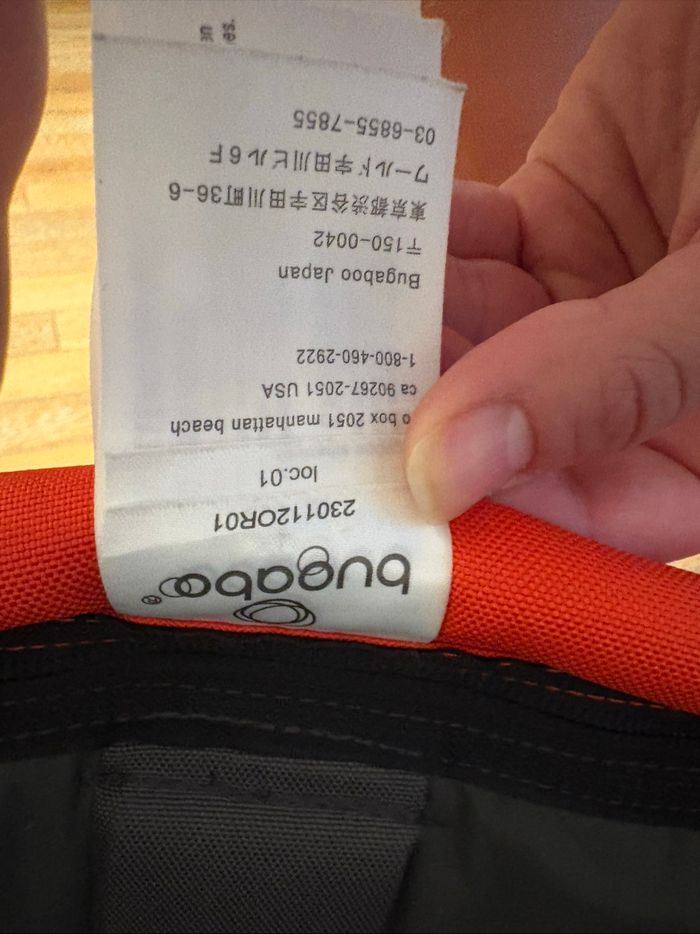 bugaboo®
230112OR01
loc.01
o box 2051 manhattan beach
ca 90267-2051 USA
1-800-460-2922
Bugaboo Japan
〒150-0042
東京都渋谷区宇田川町36-6
ワールド宇田川ビル6F
03-6855-7855